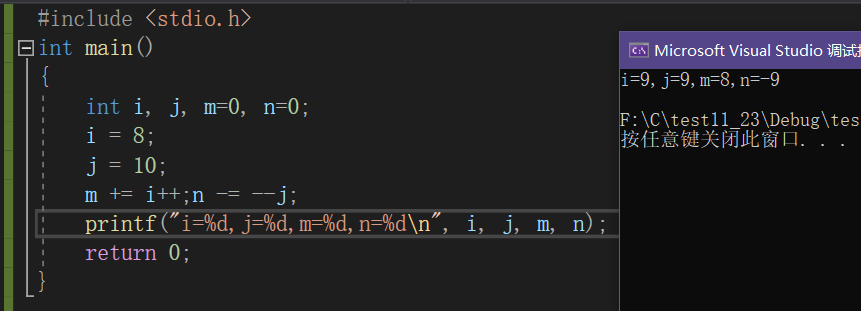 #include <stdio.h>
int main()
{
int i, j, m=0, n=0;
i = 8;
j = 10;
m += i++;n -= --j;
printf("i=%d,j=%d,m=%d,n=%d\n", i, j, m, n);
return 0;
}
Microsoft Visual Studio 调试
i=9,j=9,m=8,n=-9
F:\C\test11_23\Debug\tes
按任意键关闭此窗口. . .